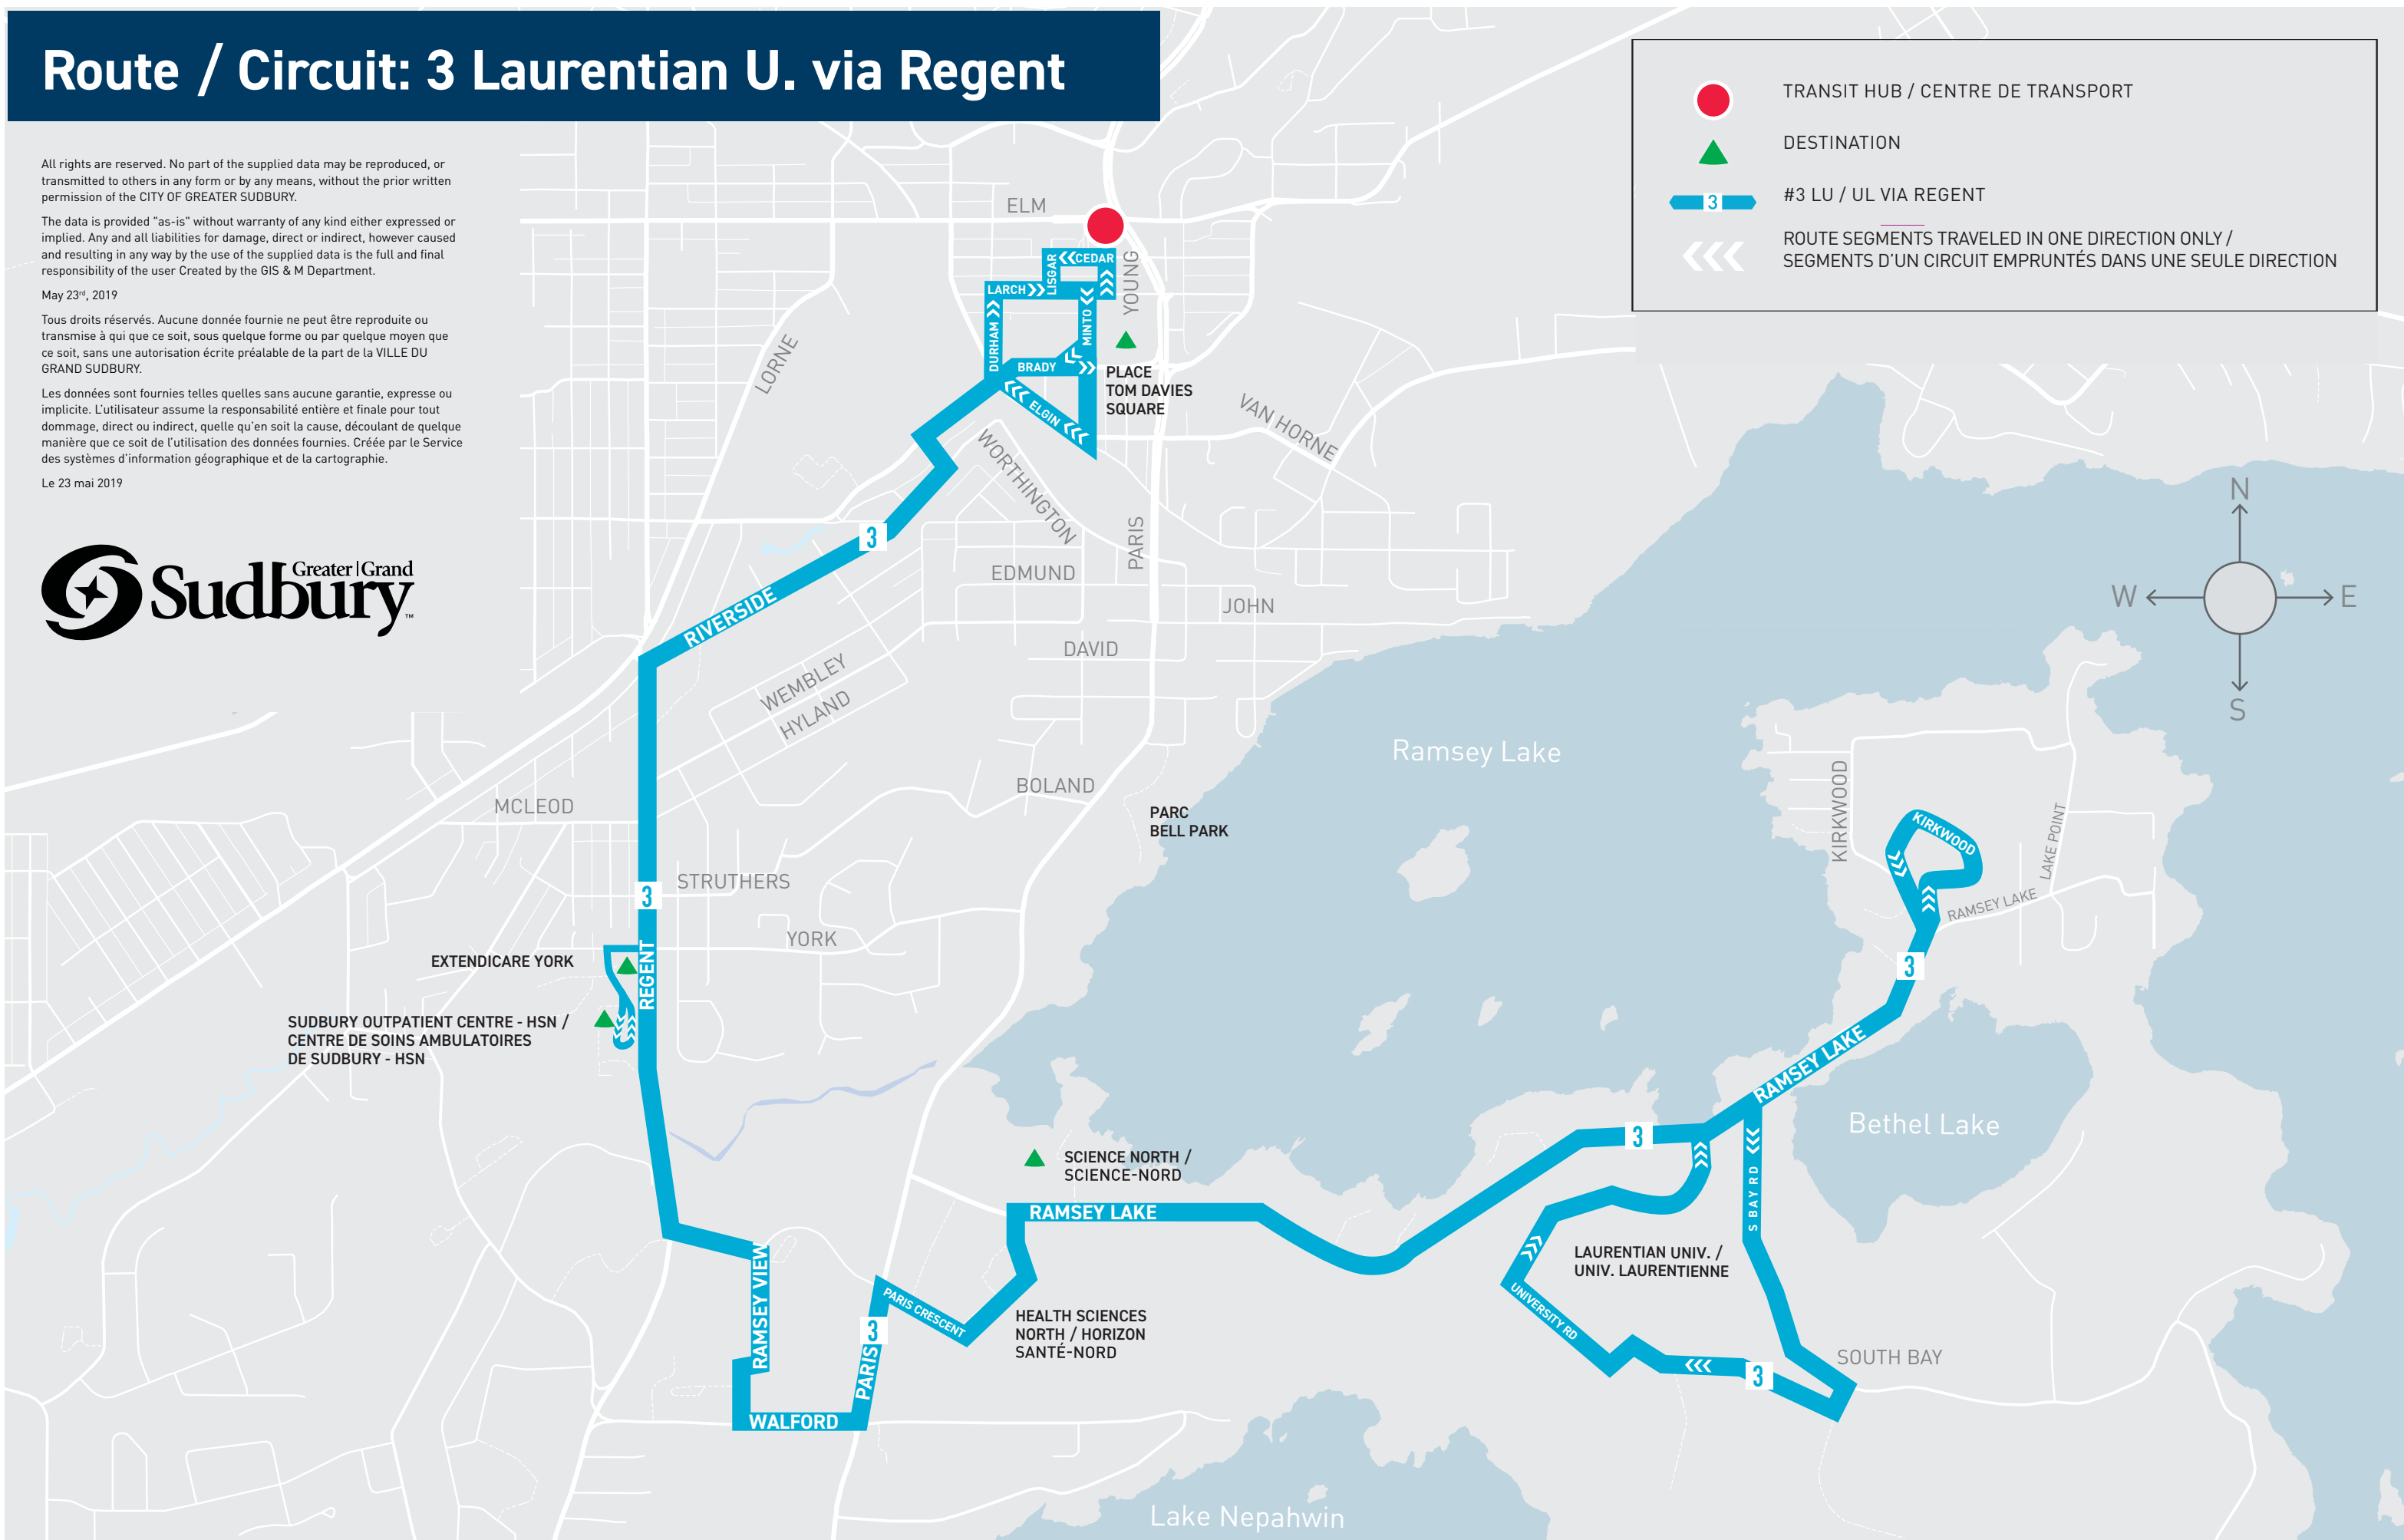 Route / Circuit: 3 Laurentian U. via Regent
All rights are reserved. No part of the supplied data may be reproduced, or
transmitted to others in any form or by any means, without the prior written
permission of the CITY OF GREATER SUDBURY.
The data is provided "as-is" without warranty of any kind either expressed or
implied. Any and all liabilities for damage, direct or indirect, however caused
and resulting in any way by the use of the supplied data is the full and final
responsibility of the user Created by the GIS & M Department.
May 23rd, 2019
Tous droits réservés. Aucune donnée fournie ne peut être reproduite ou
transmise à qui que ce soit, sous quelque forme ou par quelque moyen que
ce soit, sans une autorisation écrite préalable de la part de la VILLE DU
GRAND SUDBURY.
Les données sont fournies telles quelles sans aucune garantie, expresse ou
implicite. L'utilisateur assume la responsabilité entière et finale pour tout
dommage, direct ou indirect, quelle qu'en soit la cause, découlant de quelque
manière que ce soit de l'utilisation des données fournies. Créée par le Service
des systèmes d'information géographique et de la cartographie.
Le 23 mai 2019
Greater | Grand
Sudbury™
TRANSIT HUB / CENTRE DE TRANSPORT
DESTINATION
3
#3 LU / UL VIA REGENT
ROUTE SEGMENTS TRAVELED IN ONE DIRECTION ONLY /
SEGMENTS D'UN CIRCUIT EMPRUNTÉS DANS UNE SEULE DIRECTION
N
W
E
S
ELM
CEDAR
LISGAR
YOUNG
LARCH
DURHAM
MINTO
BRADY
ELGIN
PLACE
TOM DAVIES
SQUARE
LORNE
VAN HORNE
WORTHINGTON
PARIS
3
EDMUND
JOHN
RIVERSIDE
DAVID
WEMBLEY
HYLAND
BOLAND
MCLEOD
PARC
BELL PARK
Ramsey Lake
STRUTHERS
3
YORK
REGENT
EXTENDICARE YORK
SUDBURY OUTPATIENT CENTRE - HSN /
CENTRE DE SOINS AMBULATOIRES
DE SUDBURY - HSN
KIRKWOOD
KIRKWOOD
LAKE POINT
RAMSEY LAKE
3
RAMSEY LAKE
Bethel Lake
3
SCIENCE NORTH /
SCIENCE-NORD
RAMSEY LAKE
S BAY RD
LAURENTIAN UNIV. /
UNIV. LAURENTIENNE
UNIVERSITY RD
3
SOUTH BAY
RAMSEY VIEW
PARIS CRESCENT
3
PARIS
HEALTH SCIENCES
NORTH / HORIZON
SANTÉ-NORD
WALFORD
Lake Nepahwin